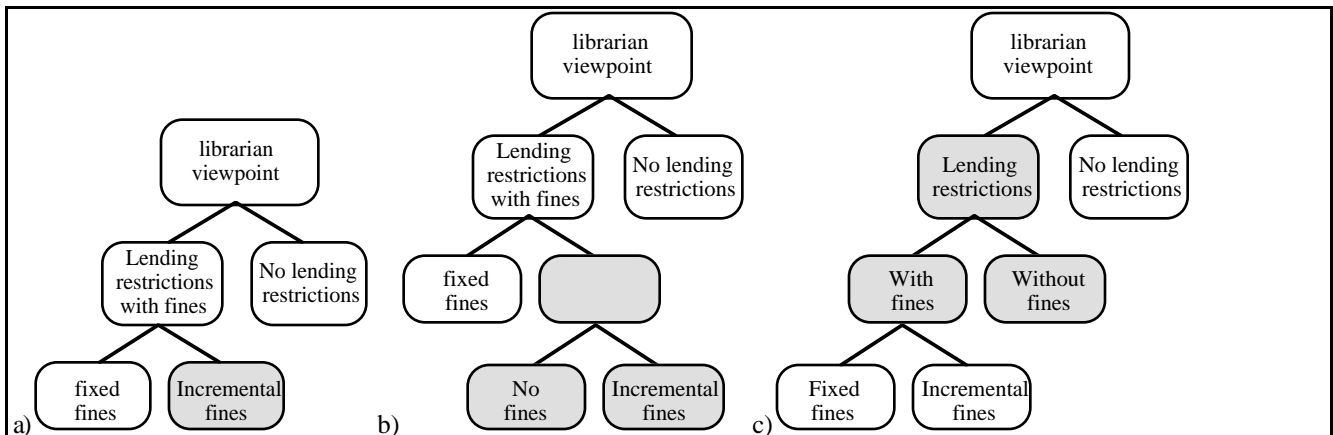 librarian
viewpoint
Lending
restrictions
with fines
No lending
restrictions
fixed
fines
Incremental
fines
a)
librarian
viewpoint
Lending
restrictions
with fines
No lending
restrictions
fixed
fines
No
fines
Incremental
fines
b)
librarian
viewpoint
Lending
restrictions
No lending
restrictions
With
fines
Without
fines
Fixed
fines
Incremental
fines
c)